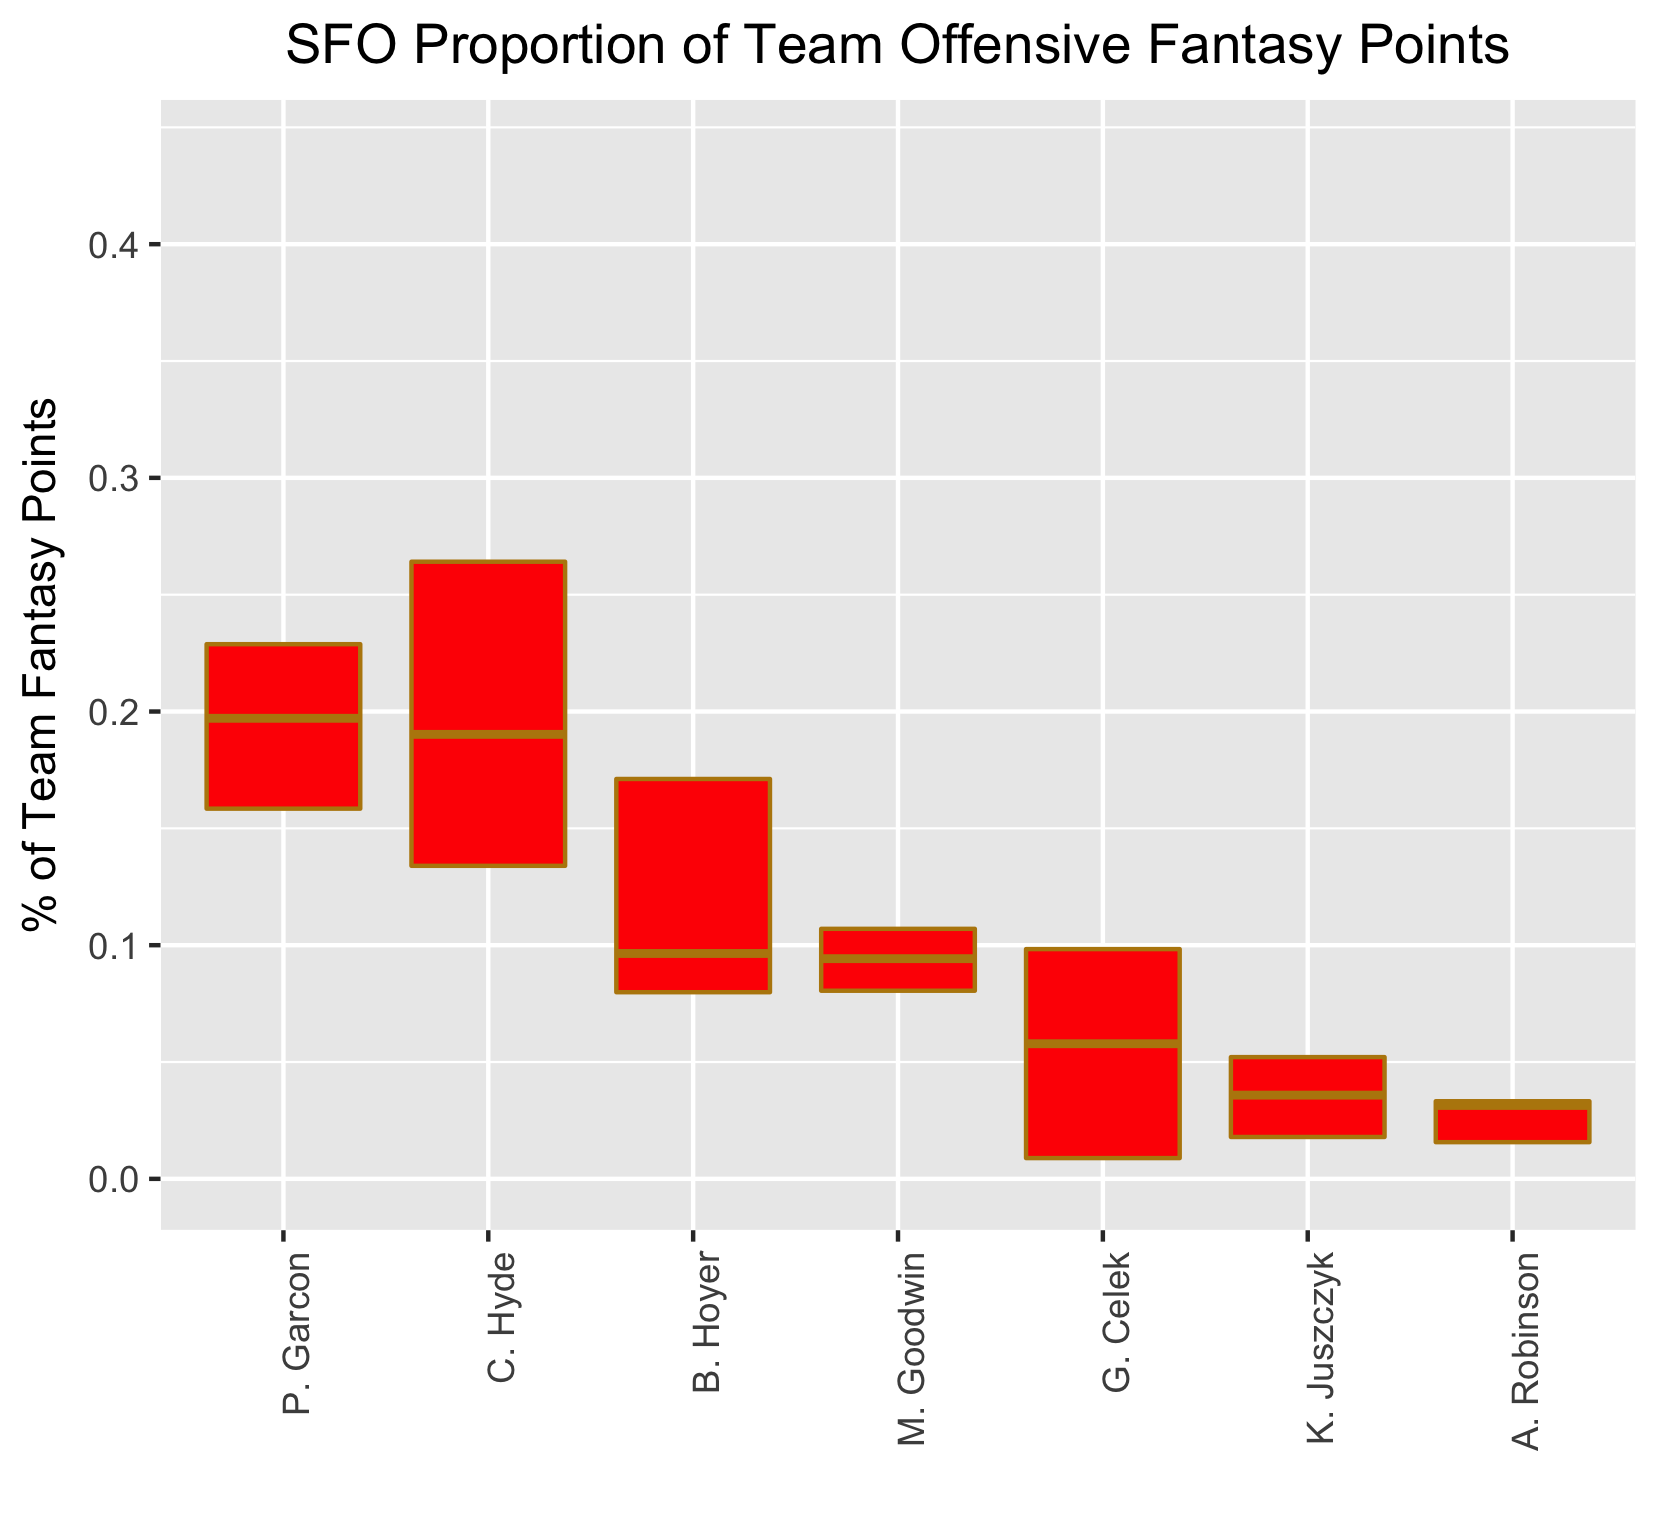 SFO Proportion of Team Offensive Fantasy Points
% of Team Fantasy Points
0.4
0.3
0.2
0.1
0.0
P. Garcon
C. Hyde
B. Hoyer
M. Goodwin
G. Celek
K. Juszczyk
A. Robinson